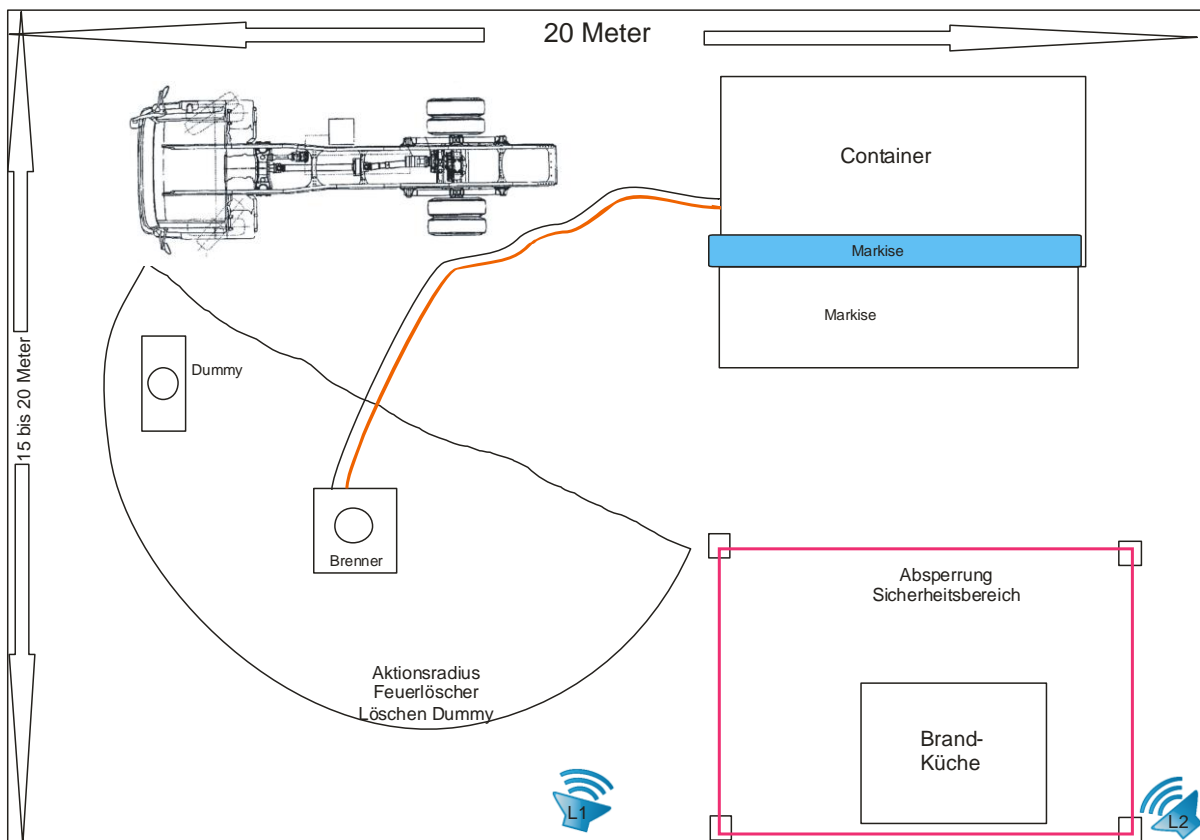 20 Meter
Container
Markise
Markise
15 bis 20 Meter
Dummy
Brenner
Absperrung
Sicherheitsbereich
Aktionsradius
Feuerlöscher
Löschen Dummy
Brand-
Küche
L1
L2